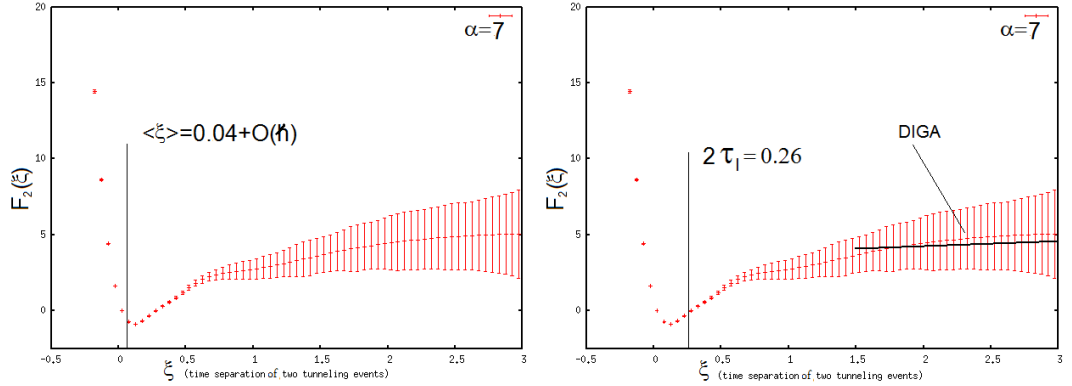 20
α=7
15
<ξ>=0.04+O(ℏ)
10
F₂(ξ)
5
0
-0.5 0 0.5 1 1.5 2 2.5 3
ξ (time separation of two tunneling events)
20
α=7
15
DIGA
2 τ_I = 0.26
10
F₂(ξ)
5
0
-0.5 0 0.5 1 1.5 2 2.5 3
ξ (time separation of two tunneling events)